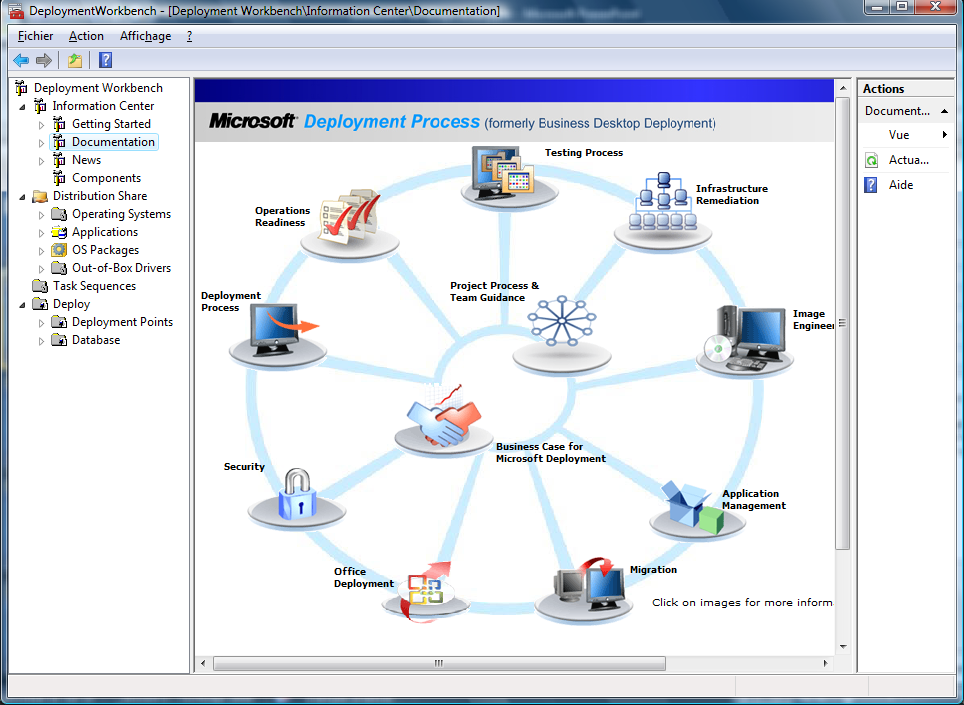 DeploymentWorkbench - [Deployment Workbench\Information Center\Documentation]
Fichier Action Affichage ?
Deployment Workbench
Information Center
Getting Started
Documentation
News
Components
Distribution Share
Operating Systems
Applications
OS Packages
Out-of-Box Drivers
Task Sequences
Deploy
Deployment Points
Database
Microsoft Deployment Process (formerly Business Desktop Deployment)
Testing Process
Infrastructure
Remediation
Operations
Readiness
Project Process &
Team Guidance
Deployment
Process
Image
Engineer
Business Case for
Microsoft Deployment
Security
Application
Management
Office
Deployment
Migration
Click on images for more inform
Actions
Document...
Vue
Actua...
Aide